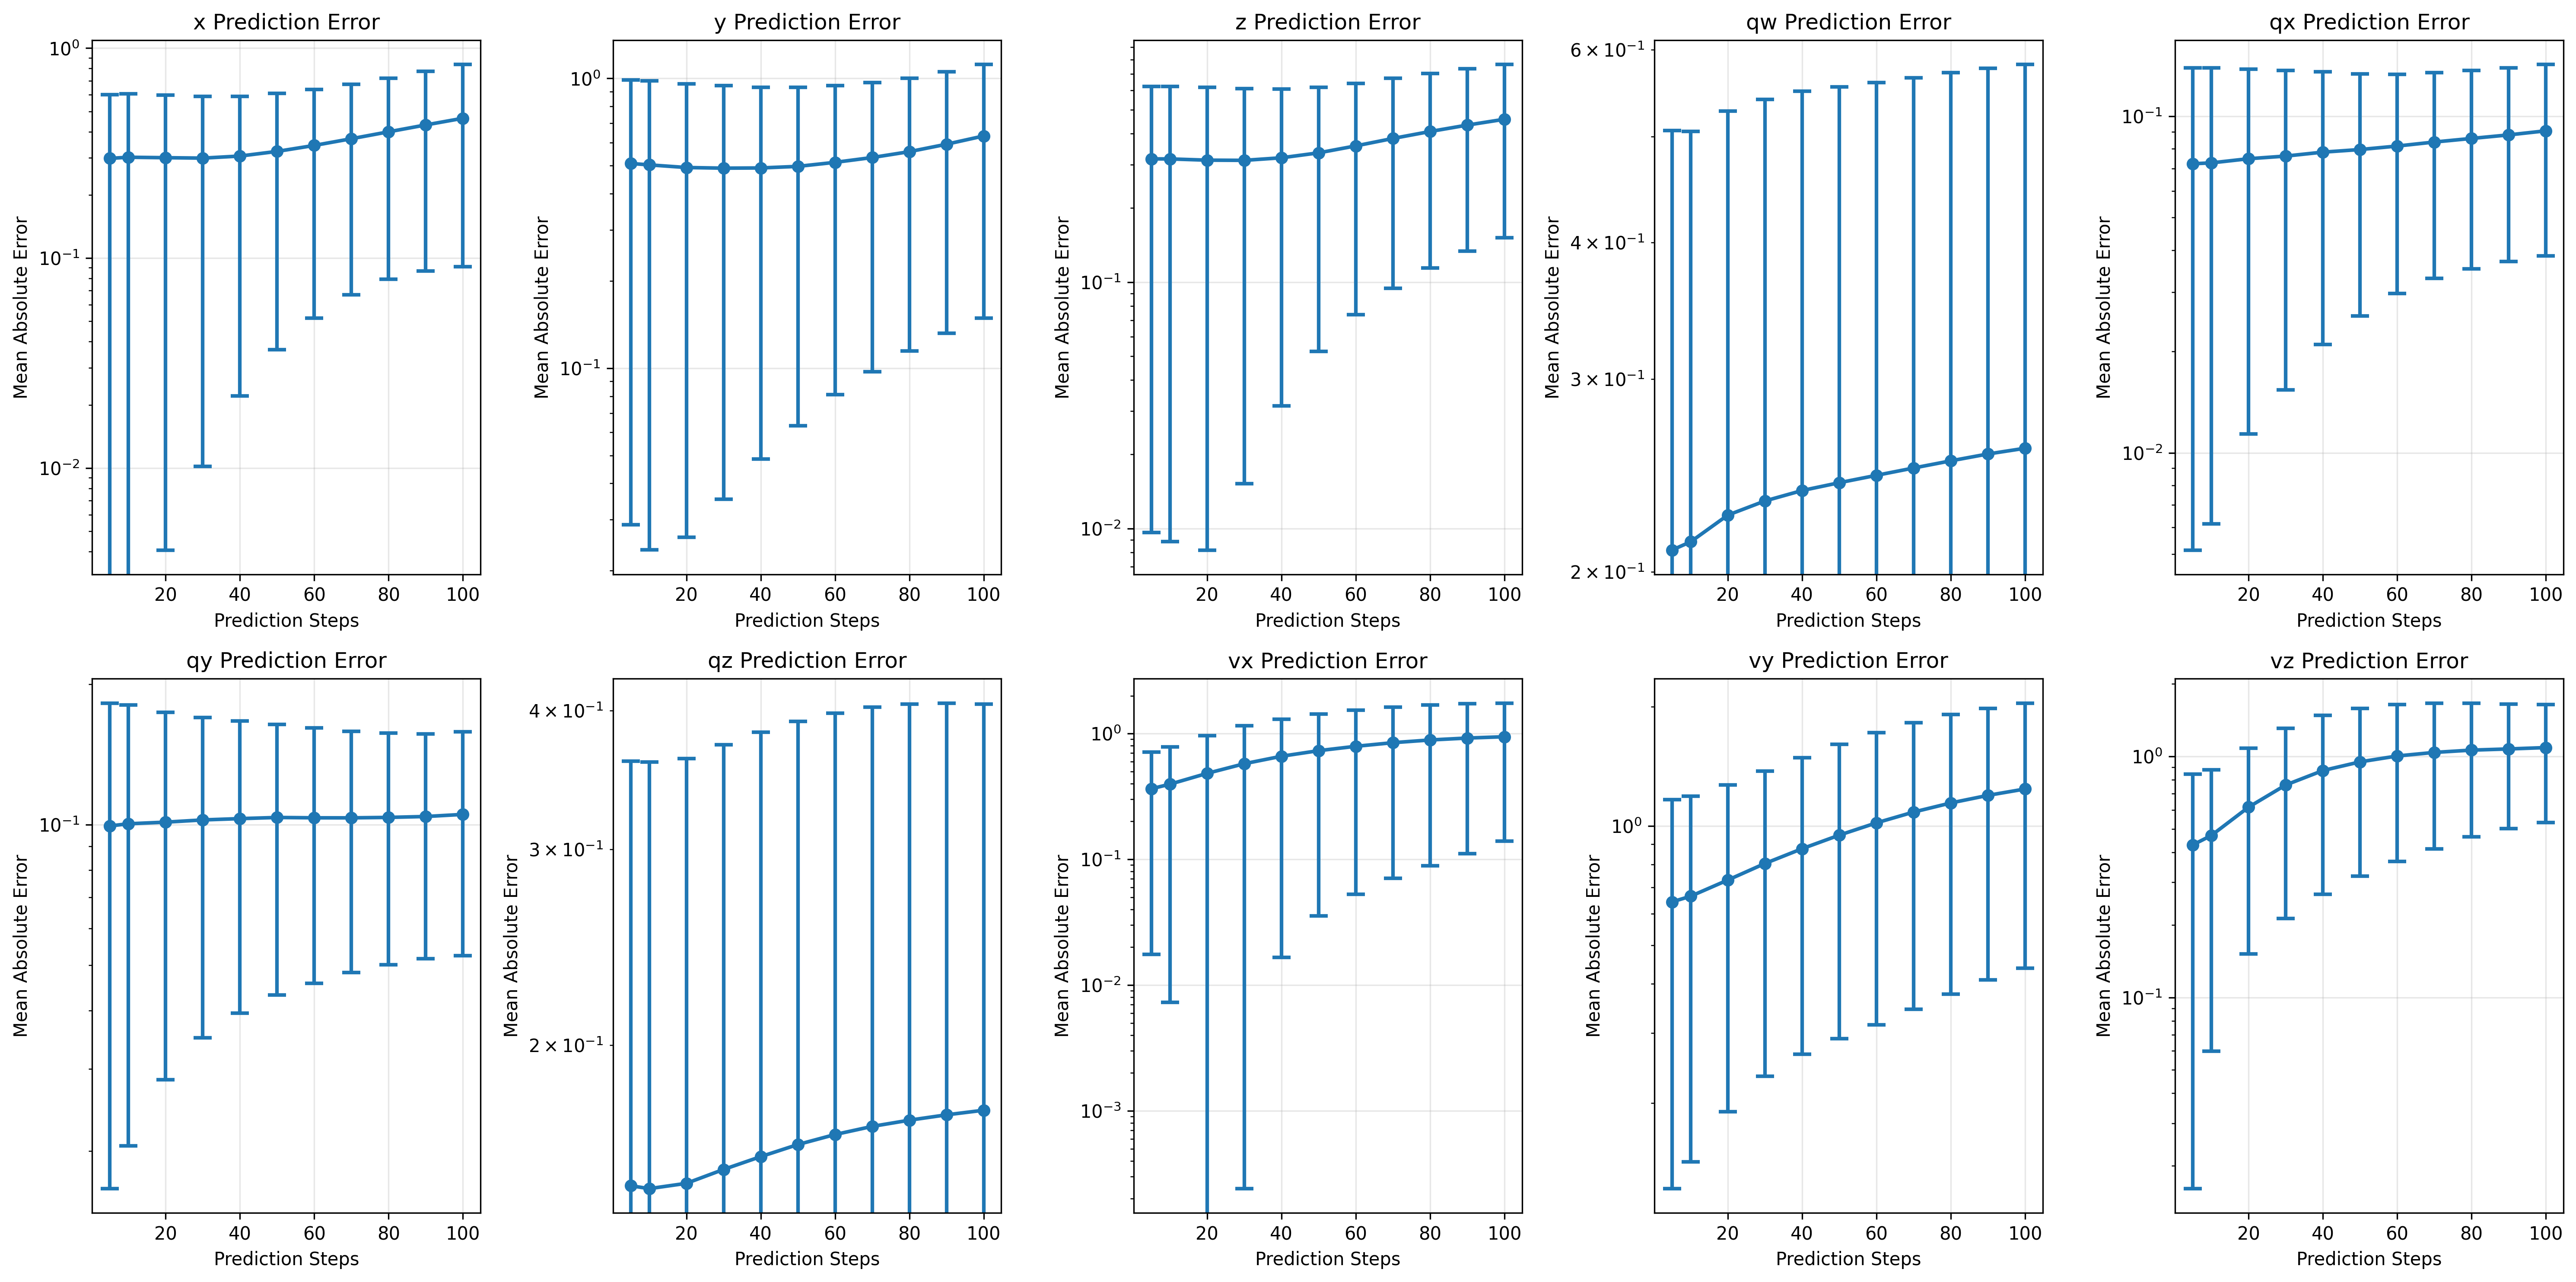 x Prediction Error
y Prediction Error
z Prediction Error
qw Prediction Error
qx Prediction Error
Mean Absolute Error
10⁰
10⁻¹
10⁻²
20 40 60 80 100
Prediction Steps
Mean Absolute Error
10⁰
10⁻¹
20 40 60 80 100
Prediction Steps
Mean Absolute Error
10⁻¹
10⁻²
20 40 60 80 100
Prediction Steps
Mean Absolute Error
6 × 10⁻¹
4 × 10⁻¹
3 × 10⁻¹
2 × 10⁻¹
20 40 60 80 100
Prediction Steps
Mean Absolute Error
10⁻¹
10⁻²
20 40 60 80 100
Prediction Steps
qy Prediction Error
qz Prediction Error
vx Prediction Error
vy Prediction Error
vz Prediction Error
Mean Absolute Error
10⁻¹
20 40 60 80 100
Prediction Steps
Mean Absolute Error
4 × 10⁻¹
3 × 10⁻¹
2 × 10⁻¹
20 40 60 80 100
Prediction Steps
Mean Absolute Error
10⁰
10⁻¹
10⁻²
10⁻³
20 40 60 80 100
Prediction Steps
Mean Absolute Error
10⁰
20 40 60 80 100
Prediction Steps
Mean Absolute Error
10⁰
10⁻¹
20 40 60 80 100
Prediction Steps